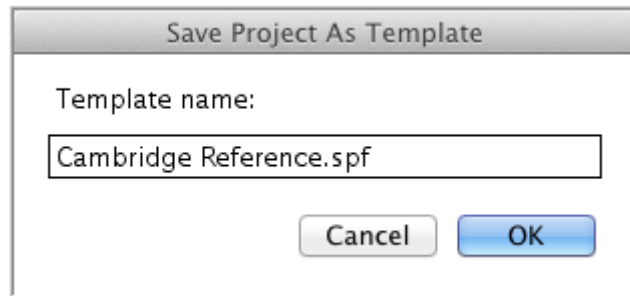 Save Project As Template
Template name:
Cambridge Reference.spf
Cancel OK